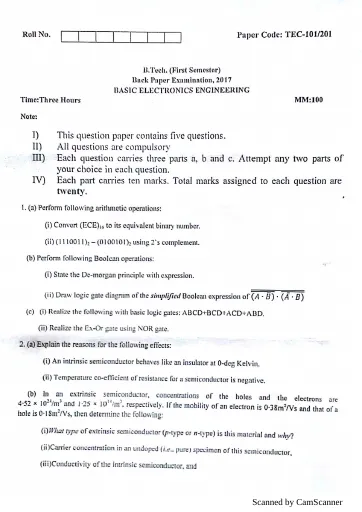 Roll No.
Paper Code: TEC-101/201
B.Tech. (First Semester)
Back Paper Examination, 2017
BASIC ELECTRONICS ENGINEERING
Time:Three Hours MM:100
Note:
I) This question paper contains five questions.
II) All questions are compulsory
III) Each question carries three parts a, b and c. Attempt any two parts of
your choice in each question.
IV) Each part carries ten marks. Total marks assigned to each question are
twenty.
1. (a) Perform following arithmetic operations:
(i) Convert (ECE)₁₆ to its equivalent binary number.
(ii) (1110011)₂ – (0100101)₂ using 2's complement.
(b) Perform following Boolean operations:
(i) State the De-morgan principle with expression.
(ii) Draw logic gate diagram of the simplified Boolean expression of (A · B) · (A · B)
(c) (i) Realize the following with basic logic gates: ABCD+BCD+ACD+ABD.
(ii) Realize the Ex-Or gate using NOR gate.
2. (a) Explain the reasons for the following effects:
(i) An intrinsic semiconductor behaves like an insulator at 0-deg Kelvin.
(ii) Temperature co-efficient of resistance for a semiconductor is negative.
(b) In an extrinsic semiconductor, concentrations of the holes and the electrons are
4·52 × /m³ and 1·25 × /m³, respectively. If the mobility of an electron is 0·38m²/Vs and that of a
hole is 0·18m²/Vs, then determine the following:
(i)What type of extrinsic semiconductor (p-type or n-type) is this material and why?
(ii)Carrier concentration in an undoped (i.e., pure) specimen of this semiconductor,
(iii)Conductivity of the intrinsic semiconductor, and
Scanned by CamScanner